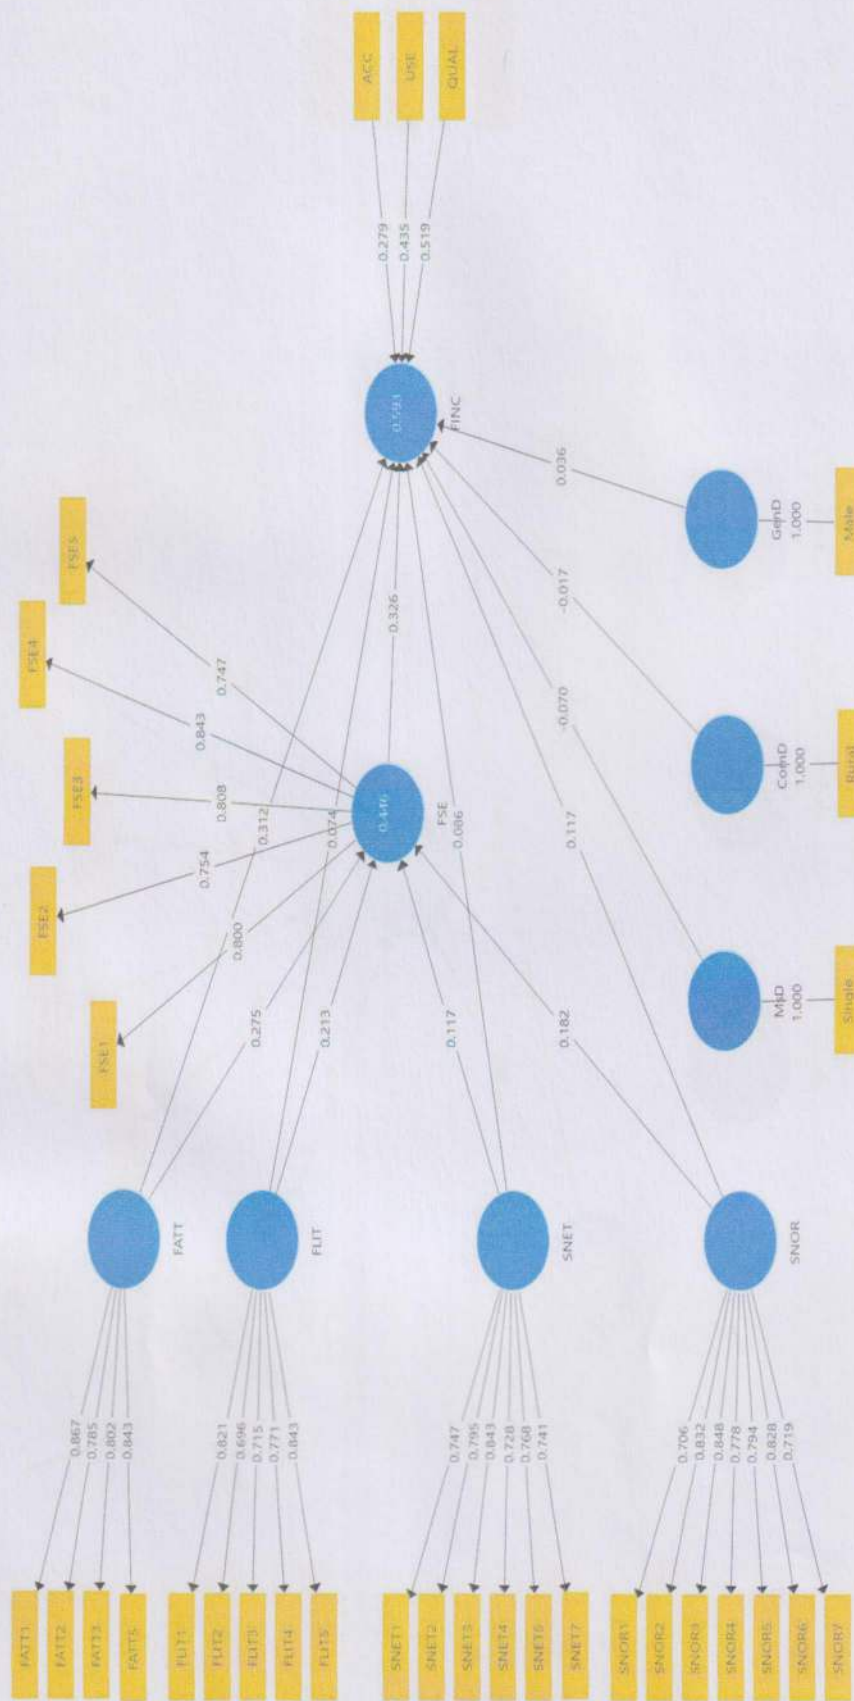 FATT1
FATT2
FATT3
FATT5
0.867
0.785
0.802
0.843
FATT
FLIT1
FLIT2
FLIT3
FLIT4
FLIT5
0.821
0.696
0.715
0.771
0.843
FLIT
SNET1
SNET2
SNET3
SNET4
SNET5
SNET7
0.747
0.795
0.843
0.728
0.768
0.741
SNET
SNOR1
SNOR2
SNOR3
SNOR4
SNOR5
SNOR6
SNOR7
0.706
0.832
0.848
0.778
0.794
0.828
0.719
SNOR
FSE1
FSE2
FSE3
FSE4
FSE5
0.800
0.754
0.808
0.843
0.747
0.446
FSE
0.275
0.213
0.117
0.182
0.312
0.074
0.086
0.117
0.326
-0.070
-0.017
0.036
0.593
FINC
0.279
0.435
0.519
ACC
USE
QUAL
MsD
1.000
Single
ComD
1.000
Rural
GenD
1.000
Male